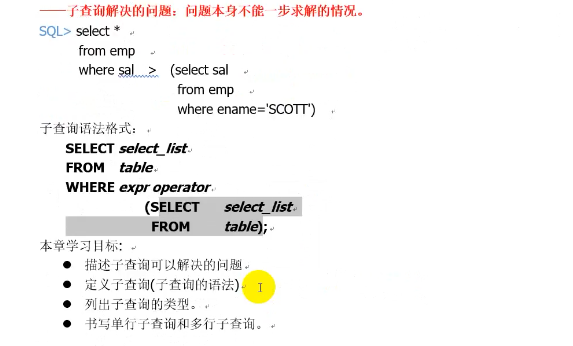 ——子查询解决的问题：问题本身不能一步求解的情况。
SQL> select *
from emp
where sal > (select sal
from emp
where ename='SCOTT')
子查询语法格式：
SELECT select_list
FROM table
WHERE expr operator
(SELECT select_list
FROM table);
本章学习目标:
● 描述子查询可以解决的问题
● 定义子查询(子查询的语法)
● 列出子查询的类型。
● 书写单行子查询和多行子查询。